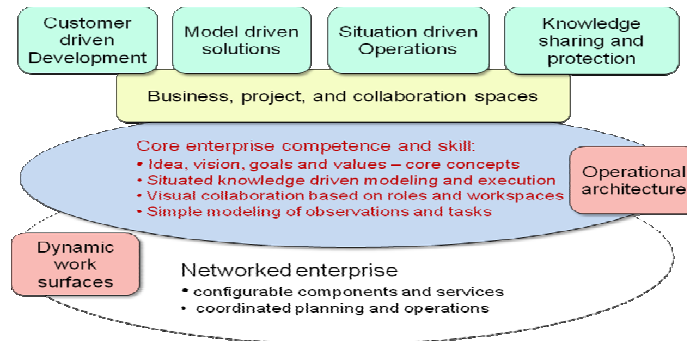 Customer
driven
Development
Model driven
solutions
Situation driven
Operations
Knowledge
sharing and
protection
Business, project, and collaboration spaces
Core enterprise competence and skill:
• Idea, vision, goals and values – core concepts
• Situated knowledge driven modeling and execution
• Visual collaboration based on roles and workspaces
• Simple modeling of observations and tasks
Operational
architecture
Dynamic
work
surfaces
Networked enterprise
• configurable components and services
• coordinated planning and operations